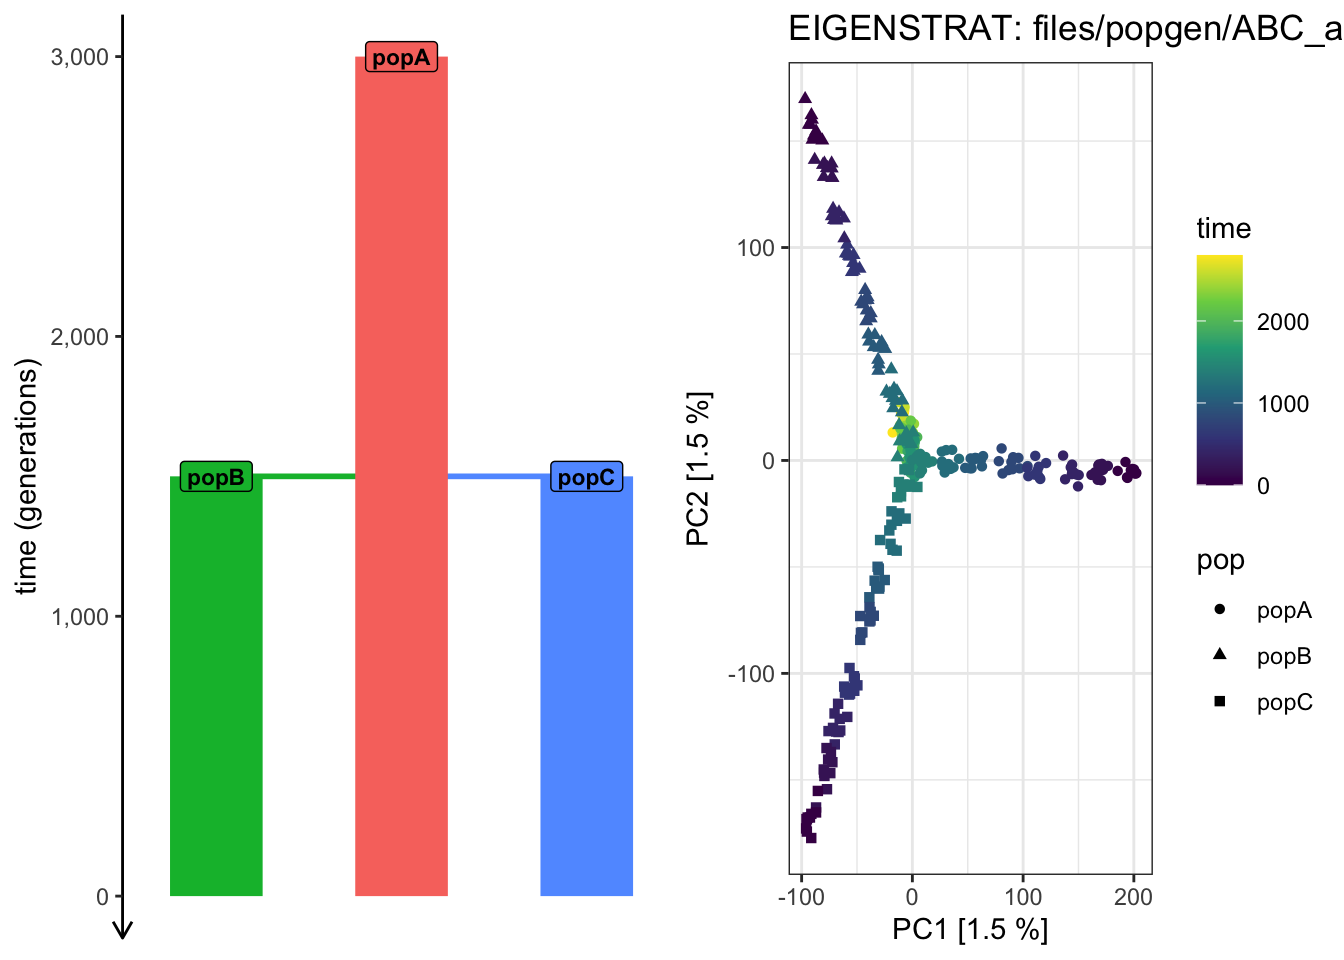 time (generations)
3,000
2,000
1,000
0
popA
popB
popC
EIGENSTRAT: files/popgen/ABC_a
PC2 [1.5 %]
100
0
-100
-100
0
100
200
PC1 [1.5 %]
time
2000
1000
0
pop
popA
popB
popC